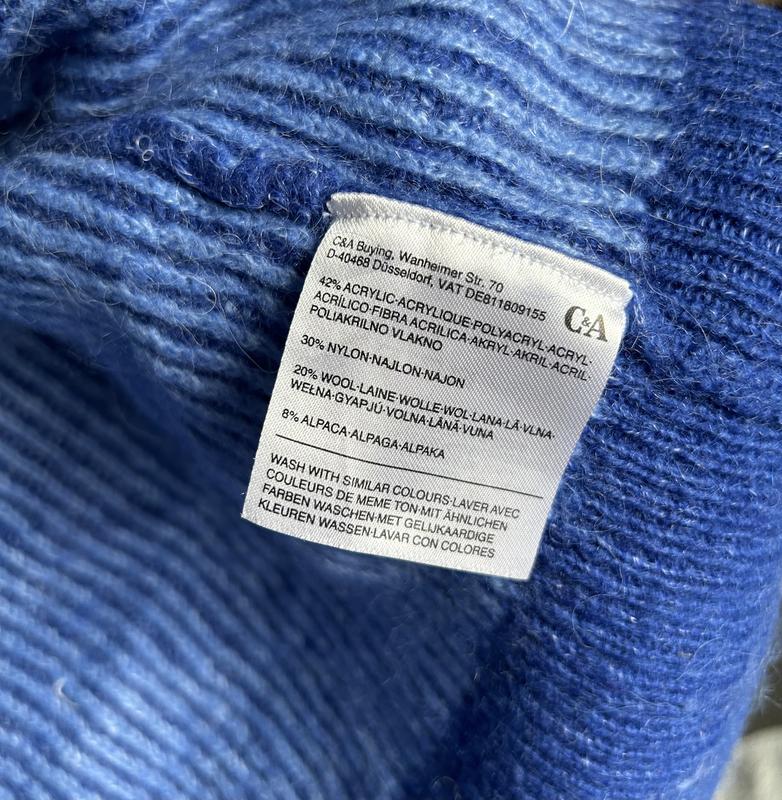 C&A Buying, Wanheimer Str. 70
D-40468 Düsseldorf, VAT DE811809155
C&A
42% ACRYLIC·ACRYLIQUE·POLYACRYL·ACRYL·
ACRÍLICO·FIBRA ACRILICA·AKRYL·AKRIL·ACRIL·
POLIAKRILNO VLAKNO
30% NYLON·NAJLON·NAJON
20% WOOL·LAINE·WOLLE·WOL·LANA·LÃ·VLNA·
WEŁNA·GYAPJÚ·VOLNA·LÂNĂ·VUNA
8% ALPACA·ALPAGA·ALPAKA
WASH WITH SIMILAR COLOURS·LAVER AVEC
COULEURS DE MEME TON·MIT ÄHNLICHEN
FARBEN WASCHEN·MET GELIJKAARDIGE
KLEUREN WASSEN·LAVAR CON COLORES